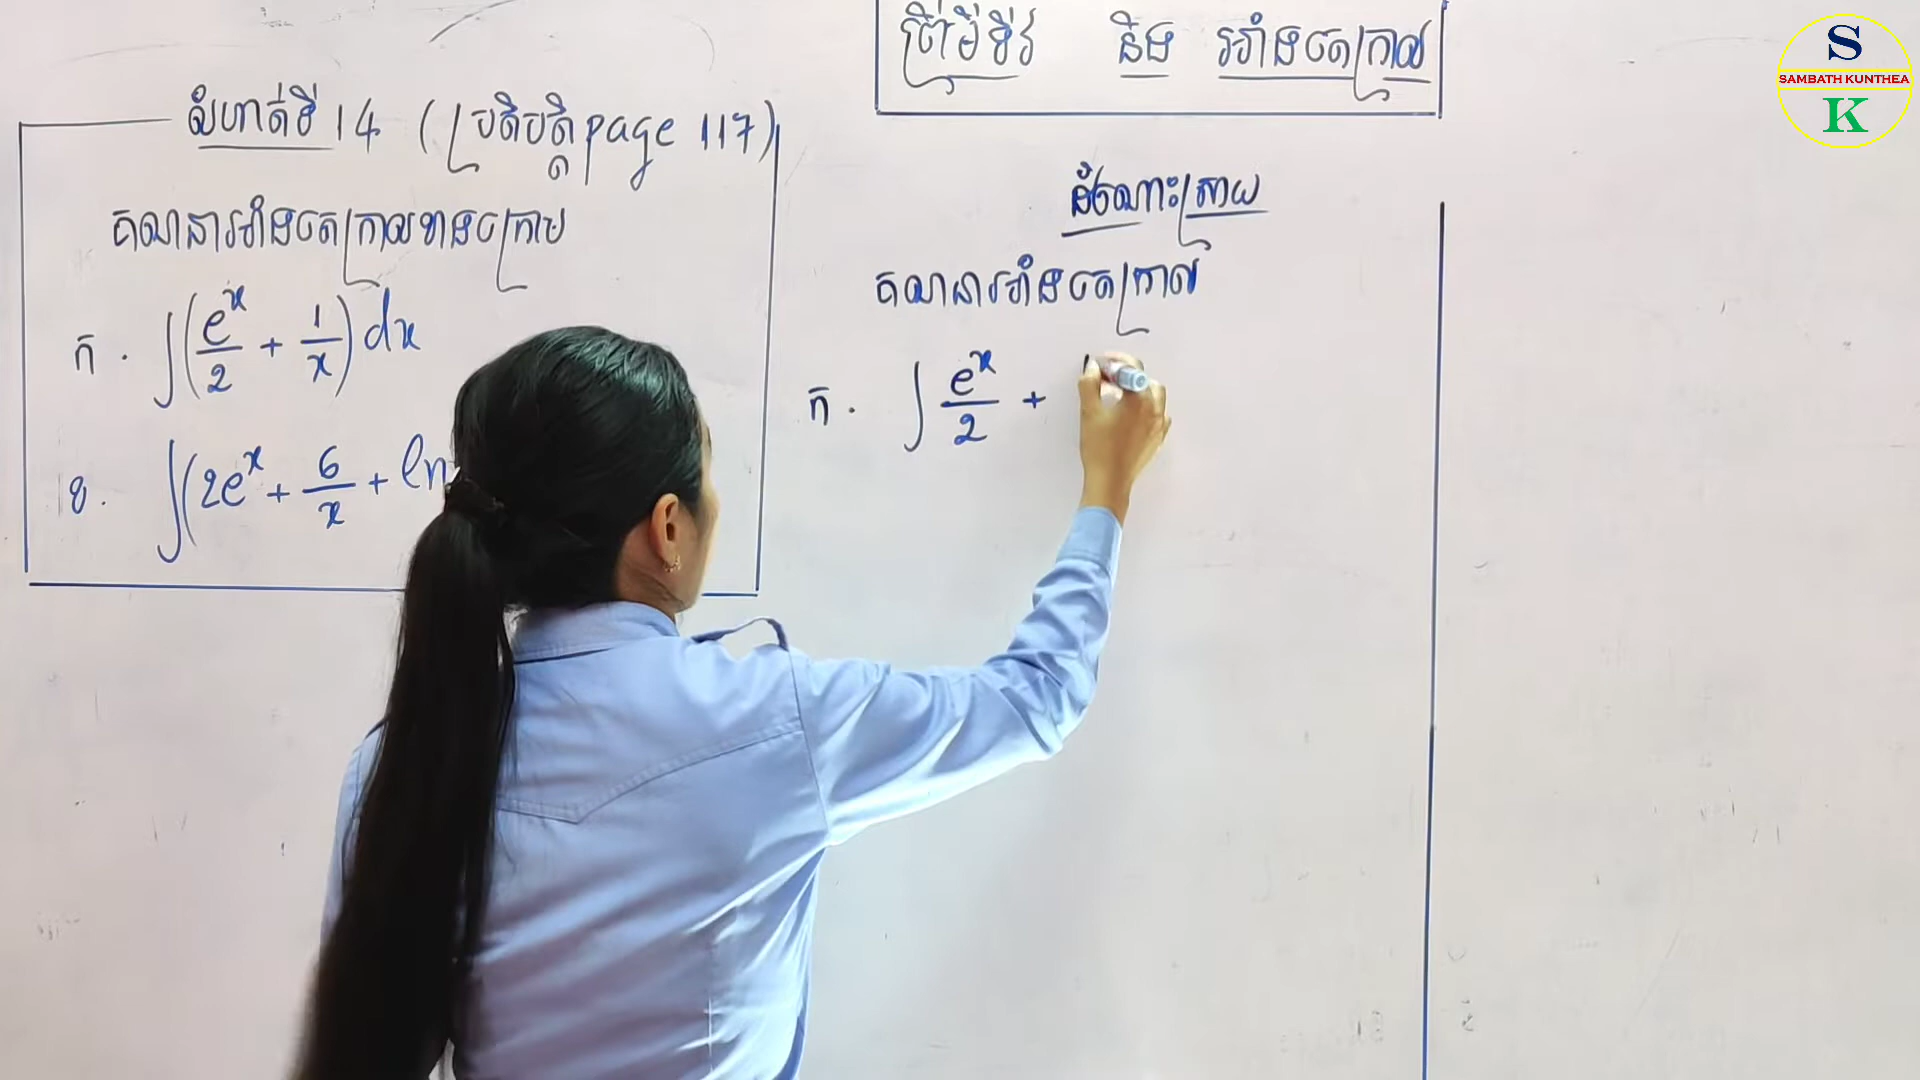 ព្រីមីទីវ និង អាំងតេក្រាល
លំហាត់ទី 14 (ប្រតិបត្តិ page 117)
គណនាអាំងតេក្រាលខាងក្រោម
ក . ∫(e^x/2 + 1/x) dx
ខ . ∫(2e^x + 6/x + ln
ដំណោះស្រាយ
គណនាអាំងតេក្រាល
ក . ∫ e^x/2 +
S
SAMBATH KUNTHEA
K